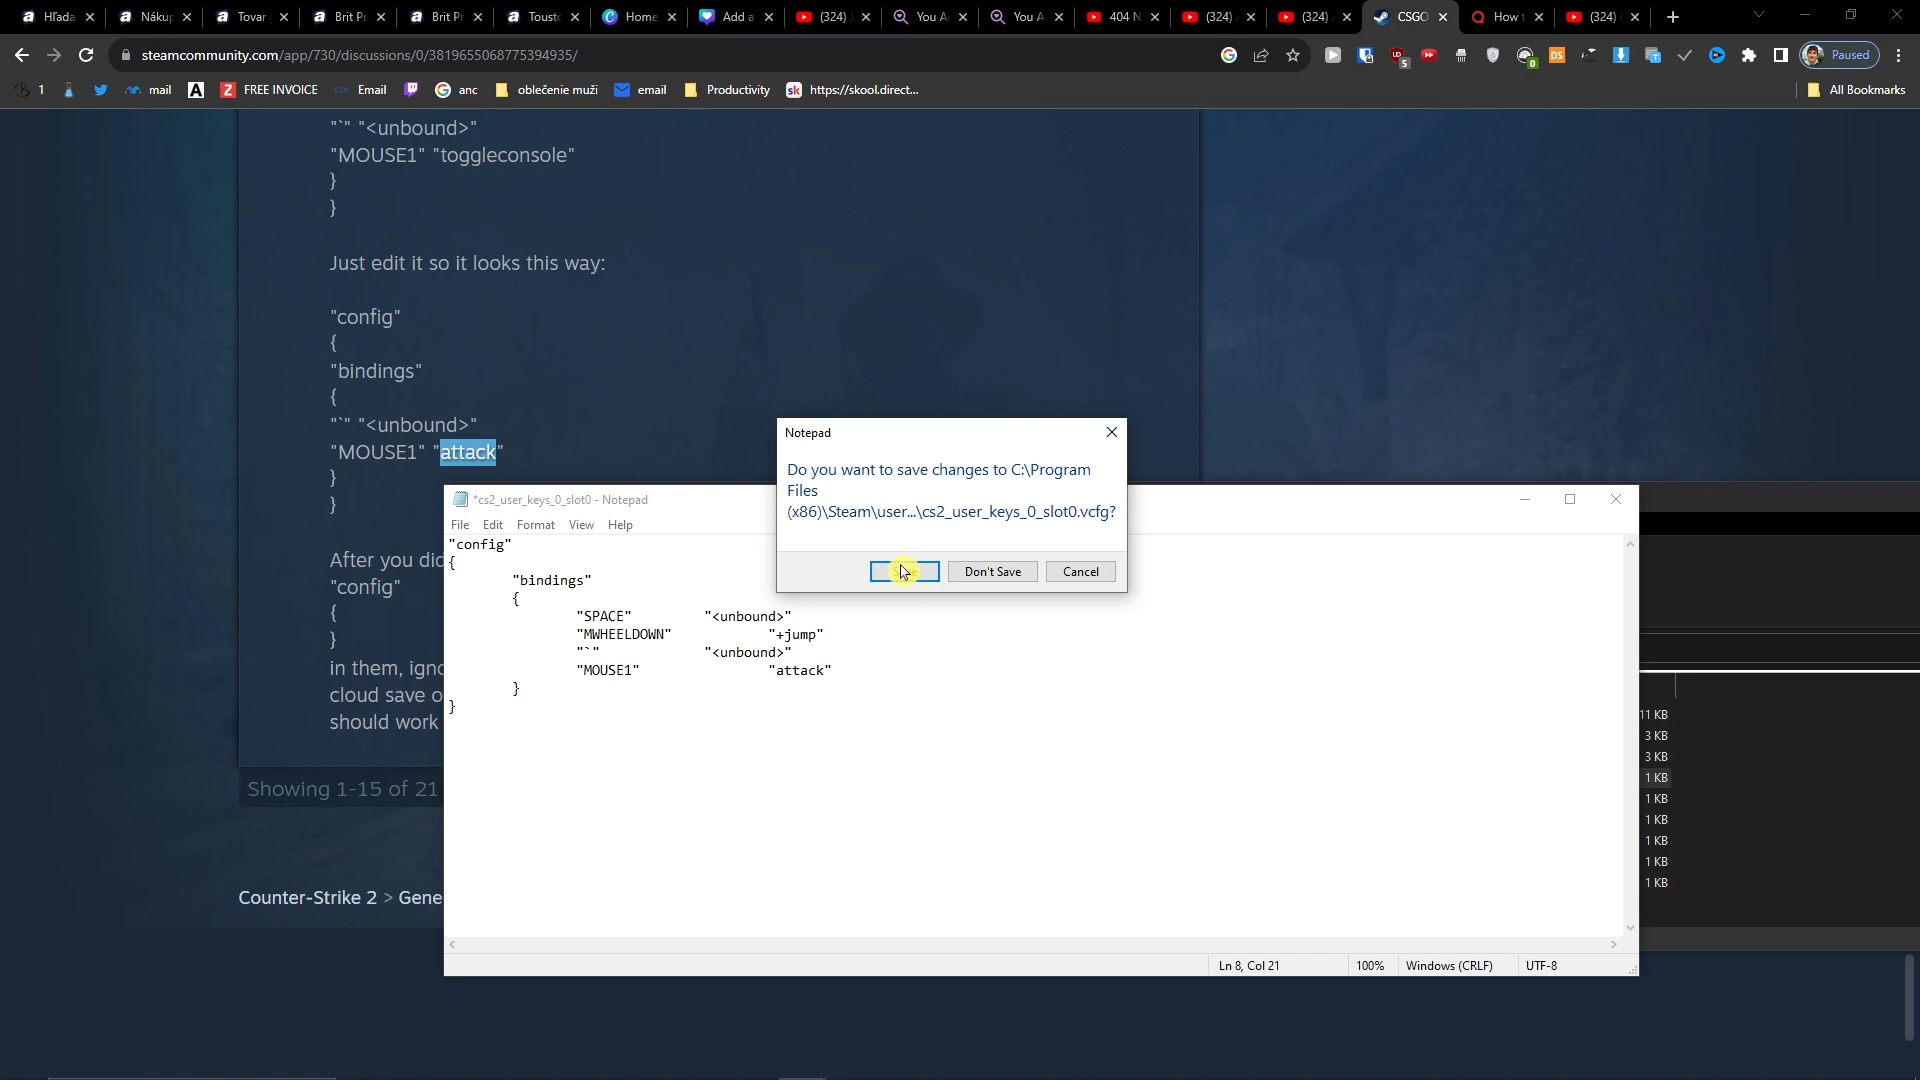 Hľada
Nákup
Tovar
Brit Pr
Brit Pr
Tousto
Home
Add a
(324)
You A
You A
404 N
(324)
(324)
CSGO
How t
(324)
steamcommunity.com/app/730/discussions/0/3819655068775394935/
Paused
1
mail
FREE INVOICE
Email
anc
oblečenie muži
email
Productivity
https://skool.direct...
All Bookmarks
"`" "<unbound>"
"MOUSE1" "toggleconsole"
}
}
Just edit it so it looks this way:
"config"
{
"bindings"
{
"`" "<unbound>"
"MOUSE1" "attack"
}
}
After you did
"config"
{
}
in them, igno
cloud save o
should work
Showing 1-15 of 21
Counter-Strike 2 > Gene
Notepad
Do you want to save changes to C:\Program
Files
(x86)\Steam\user...\cs2_user_keys_0_slot0.vcfg?
Don't Save
Cancel
*cs2_user_keys_0_slot0 - Notepad
File Edit Format View Help
"config"
{
"bindings"
{
"SPACE" "<unbound>"
"MWHEELDOWN" "+jump"
"`" "<unbound>"
"MOUSE1" "attack"
}
}
Ln 8, Col 21
100%
Windows (CRLF)
UTF-8
11 KB
3 KB
3 KB
1 KB
1 KB
1 KB
1 KB
1 KB
1 KB